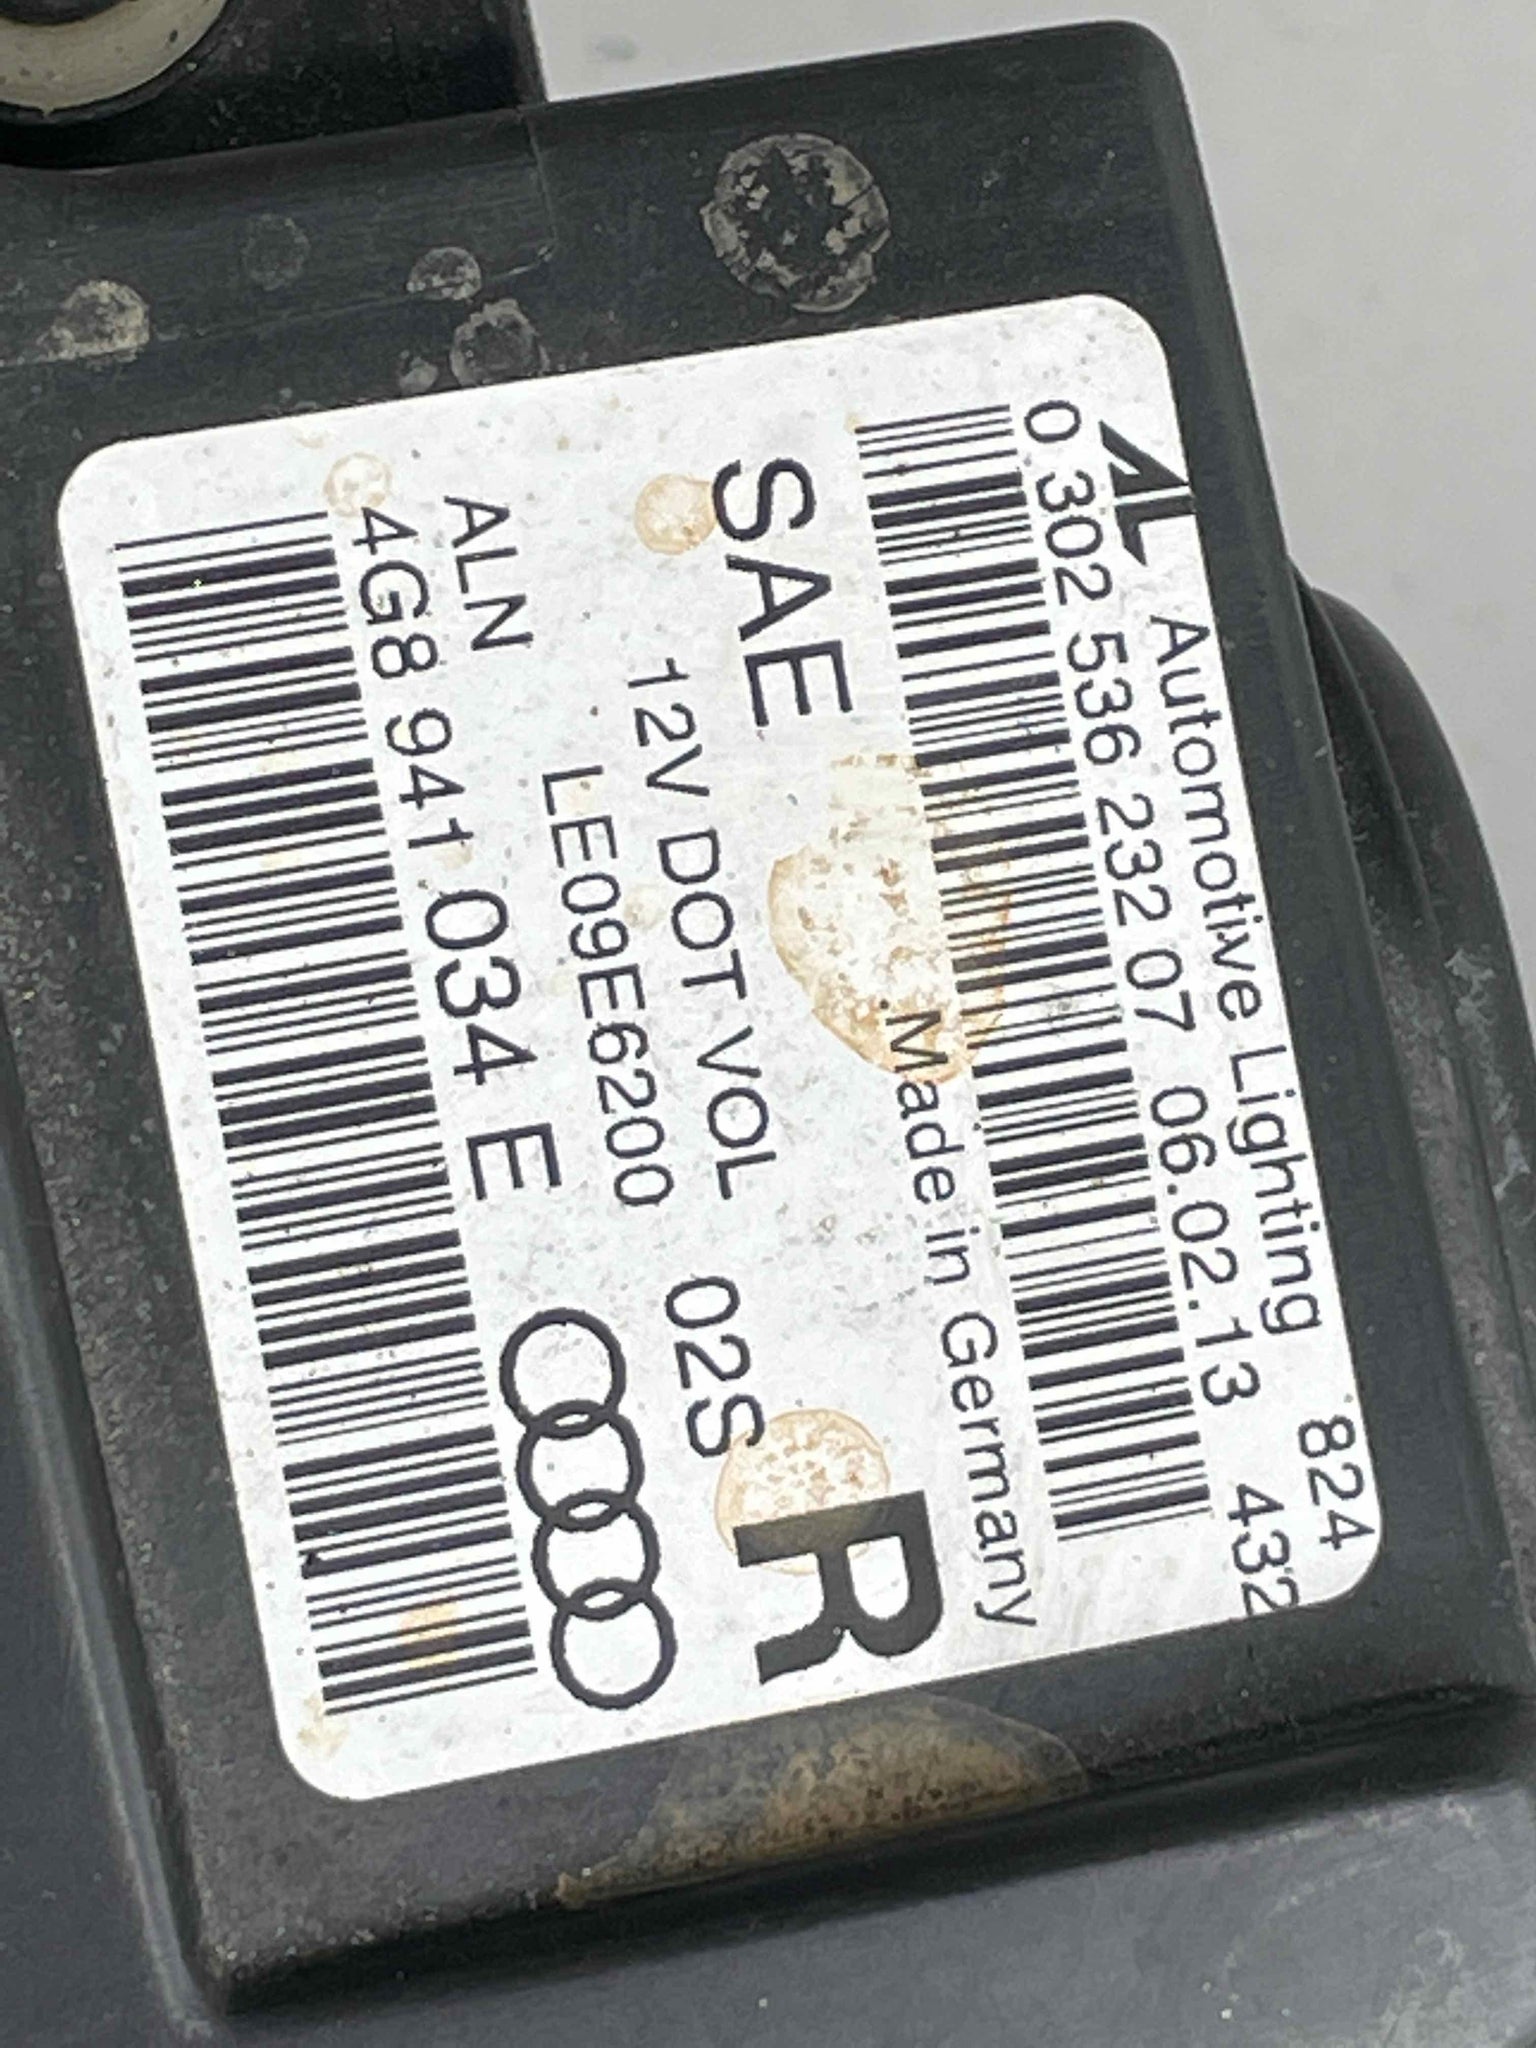 AL Automotive Lighting 824
0 302 536 232 07 06.02.13 432
Made in Germany
SAE
R
12V DOT VOL
LE09E6200 02S
ALN
4G8 941 034 E